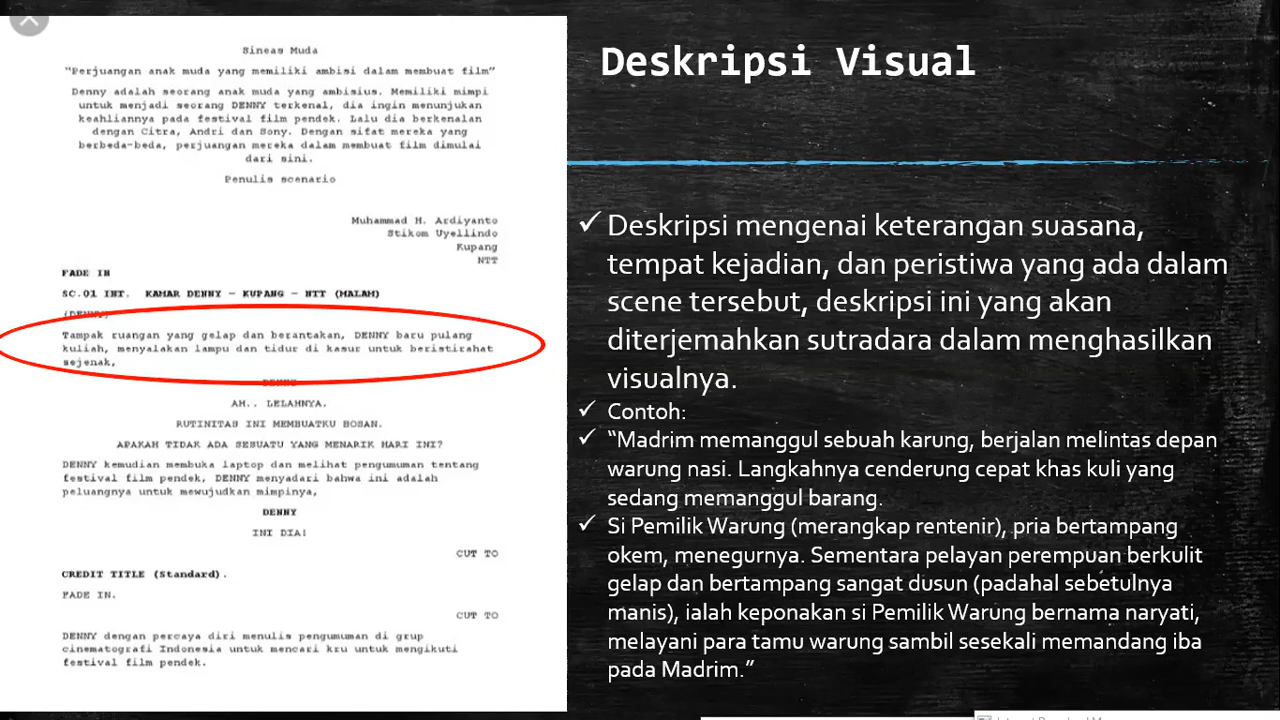 Sineas Muda
"Perjuangan anak muda yang memiliki ambisi dalam membuat film"
Denny adalah seorang anak muda yang ambisius. Memiliki mimpi
untuk menjadi seorang DENNY terkenal, dia ingin menunjukan
keahliannya pada festival film pendek. Lalu dia berkenalan
dengan Citra, Andri dan Sony. Dengan sifat mereka yang
berbeda-beda, perjuangan mereka dalam membuat film dimulai
dari sini.
Penulis scenario
Muhammad H. Ardiyanto
Stikom Uyelindo
Kupang
NTT
FADE IN
SC.01 INT. KAMAR DENNY – KUPANG – NTT (MALAM)
(DENNY)
Tampak ruangan yang gelap dan berantakan, DENNY baru pulang
kuliah, menyalakan lampu dan tidur di kasur untuk beristirahat
sejenak,
DENNY
AH.. LELAHNYA.
RUTINITAS INI MEMBUATKU BOSAN.
APAKAH TIDAK ADA SESUATU YANG MENARIK HARI INI?
DENNY kemudian membuka laptop dan melihat pengumuman tentang
festival film pendek, DENNY menyadari bahwa ini adalah
peluangnya untuk mewujudkan mimpinya,
DENNY
INI DIA!
CUT TO
CREDIT TITLE (Standard).
FADE IN.
CUT TO
DENNY dengan percaya diri menulis pengumuman di grup
cinematografi Indonesia untuk mencari kru untuk mengikuti
festival film pendek.
Deskripsi Visual
✓ Deskripsi mengenai keterangan suasana,
tempat kejadian, dan peristiwa yang ada dalam
scene tersebut, deskripsi ini yang akan
diterjemahkan sutradara dalam menghasilkan
visualnya.
✓ Contoh:
✓ “Madrim memanggul sebuah karung, berjalan melintas depan
warung nasi. Langkahnya cenderung cepat khas kuli yang
sedang memanggul barang.
✓ Si Pemilik Warung (merangkap rentenir), pria bertampang
okem, menegurnya. Sementara pelayan perempuan berkulit
gelap dan bertampang sangat dusun (padahal sebetulnya
manis), ialah keponakan si Pemilik Warung bernama naryati,
melayani para tamu warung sambil sesekali memandang iba
pada Madrim.”